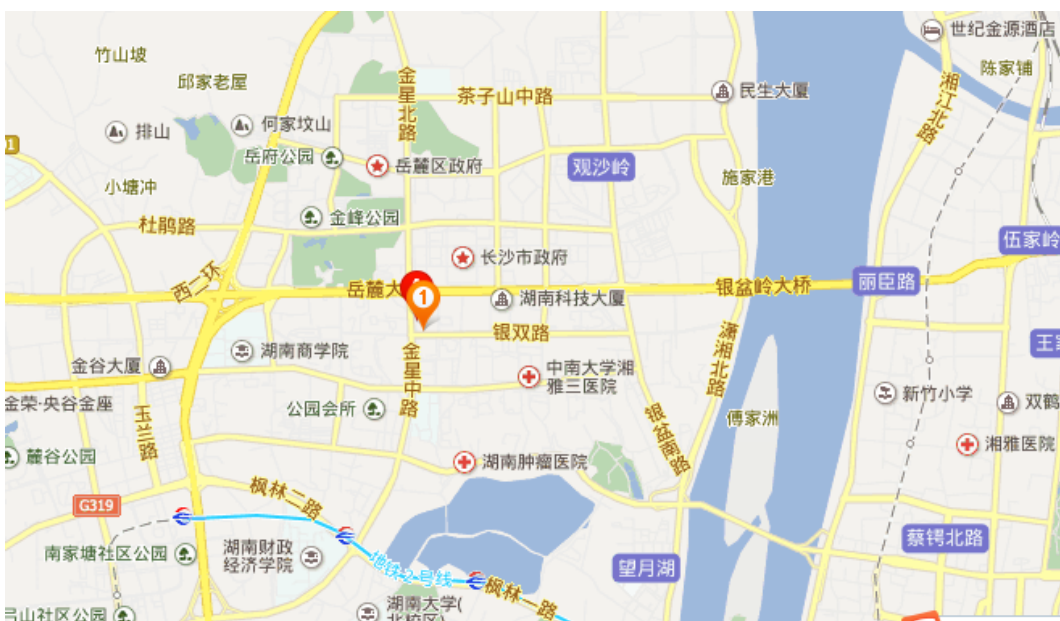 世纪金源酒店
竹山坡
陈家铺
邱家老屋
金星北路
茶子山中路
民生大厦
湘江北路
排山
何家坟山
岳府公园
岳麓区政府
观沙岭
施家港
小塘冲
金峰公园
杜鹃路
长沙市政府
伍家岭
西二环
岳麓大
1
湖南科技大厦
银盆岭大桥
丽臣路
银双路
湖南商学院
金星中路
潇湘北路
金谷大厦
中南大学湘
雅三医院
新竹小学
双鹤
金荣·央谷金座
玉兰路
公园会所
银盆南路
傅家洲
湘雅医院
麓谷公园
湖南肿瘤医院
枫林二路
G319
蔡锷北路
南家塘社区公园
湖南财政
经济学院
地铁2号线
望月湖
枫林一路
湖南大学(
山社区公园